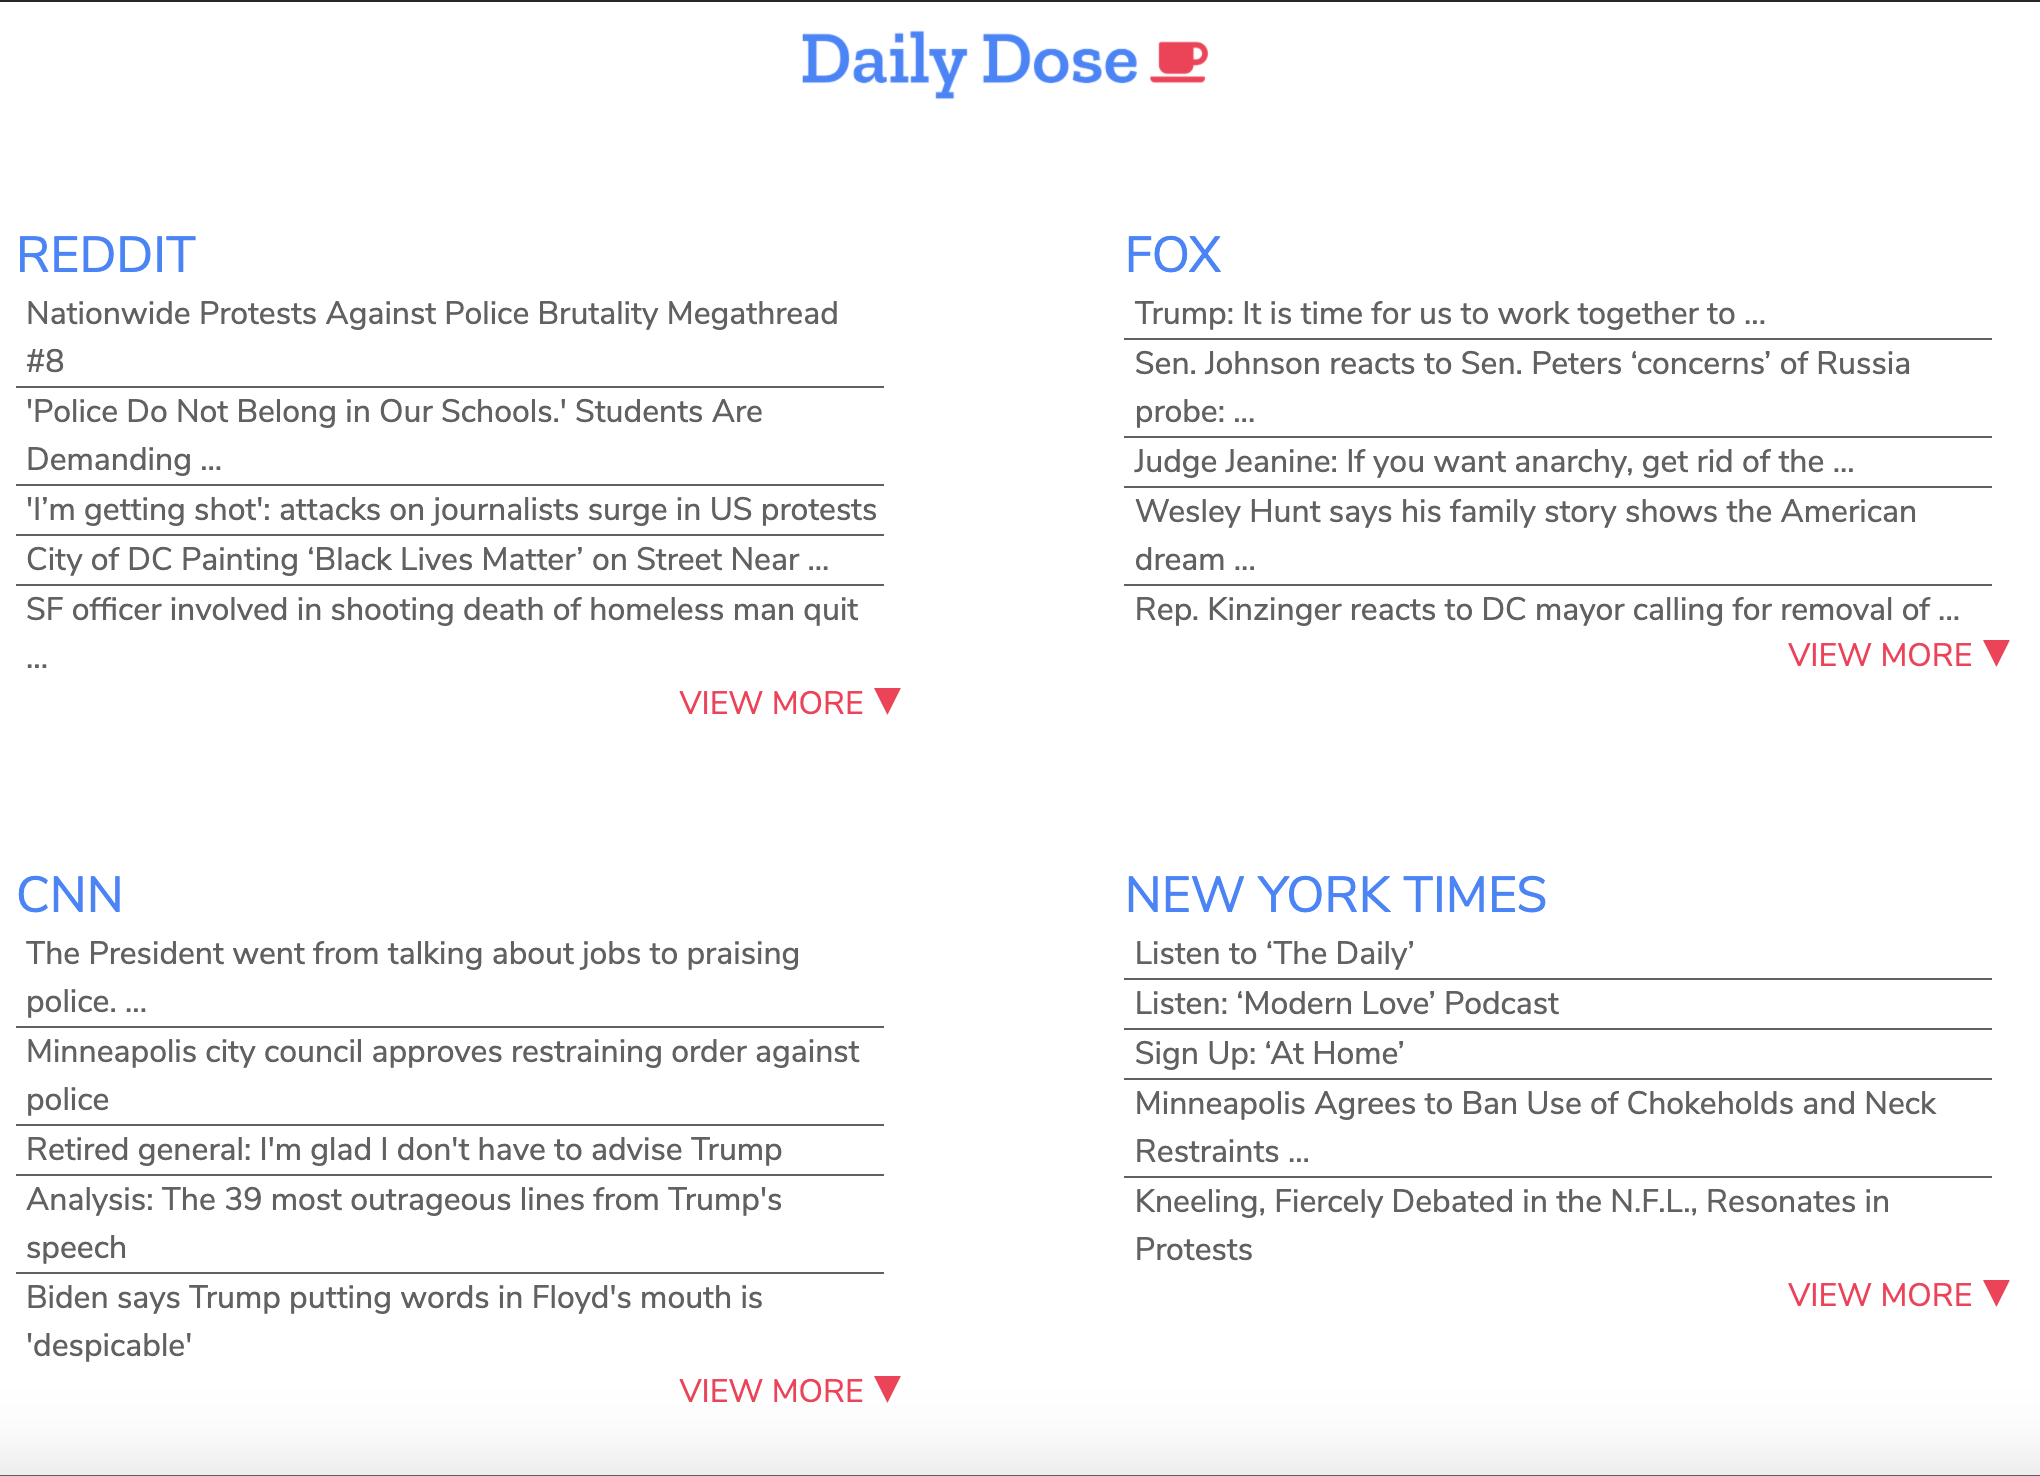 Daily Dose
REDDIT
Nationwide Protests Against Police Brutality Megathread
#8
'Police Do Not Belong in Our Schools.' Students Are
Demanding ...
'I’m getting shot': attacks on journalists surge in US protests
City of DC Painting ‘Black Lives Matter’ on Street Near ...
SF officer involved in shooting death of homeless man quit
...
VIEW MORE ▼
FOX
Trump: It is time for us to work together to ...
Sen. Johnson reacts to Sen. Peters ‘concerns’ of Russia
probe: ...
Judge Jeanine: If you want anarchy, get rid of the ...
Wesley Hunt says his family story shows the American
dream ...
Rep. Kinzinger reacts to DC mayor calling for removal of ...
VIEW MORE ▼
CNN
The President went from talking about jobs to praising
police. ...
Minneapolis city council approves restraining order against
police
Retired general: I'm glad I don't have to advise Trump
Analysis: The 39 most outrageous lines from Trump's
speech
Biden says Trump putting words in Floyd's mouth is
'despicable'
VIEW MORE ▼
NEW YORK TIMES
Listen to ‘The Daily’
Listen: ‘Modern Love’ Podcast
Sign Up: ‘At Home’
Minneapolis Agrees to Ban Use of Chokeholds and Neck
Restraints ...
Kneeling, Fiercely Debated in the N.F.L., Resonates in
Protests
VIEW MORE ▼